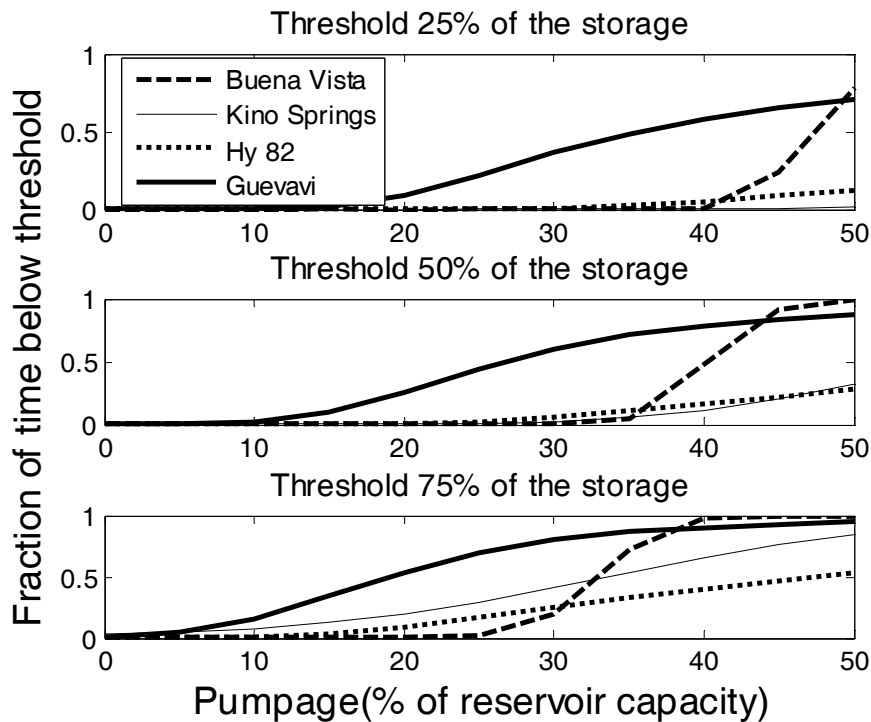 Threshold 25% of the storage
1
0.5
0
Buena Vista
Kino Springs
Hy 82
Guevavi
0 10 20 30 40 50
Threshold 50% of the storage
1
0.5
0
0 10 20 30 40 50
Threshold 75% of the storage
1
0.5
0
0 10 20 30 40 50
Fraction of time below threshold
Pumpage(% of reservoir capacity)